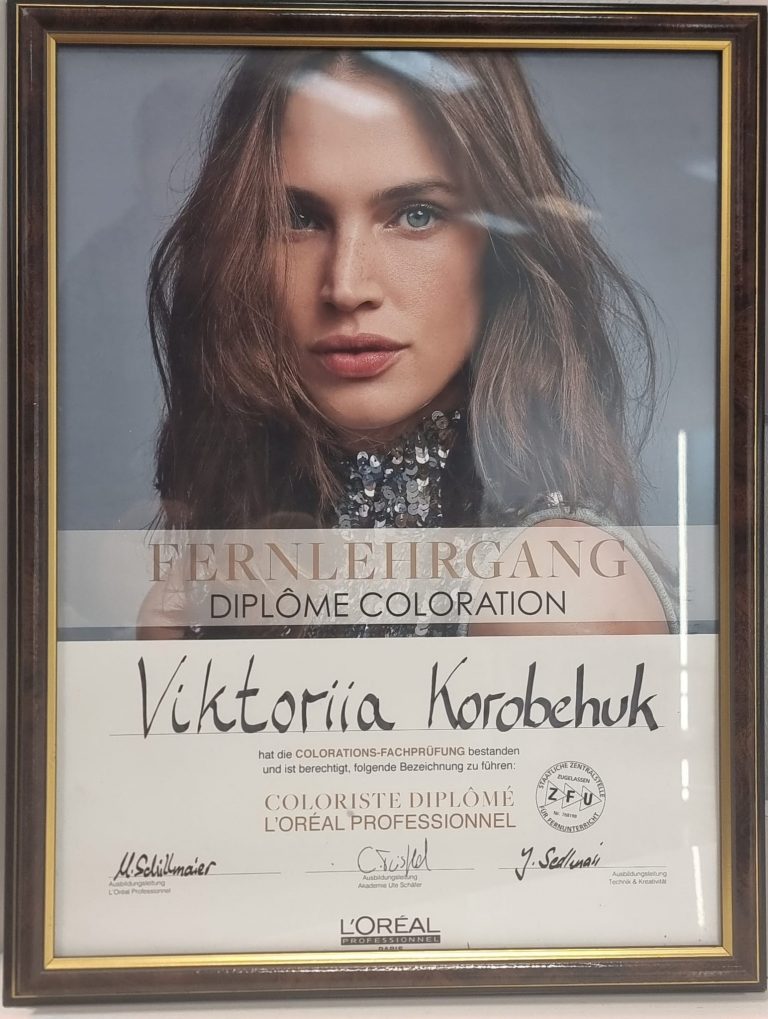 FERNLEHRGANG
DIPLÔME COLORATION
Viktoriia Korobchuk
hat die COLORATIONS-FACHPRÜFUNG bestanden
und ist berechtigt, folgende Bezeichnung zu führen:
COLORISTE DIPLÔMÉ
L'ORÉAL PROFESSIONNEL
STAATLICHE ZENTRALSTELLE
ZUGELASSEN
ZFU
FÜR FERNUNTERRICHT
M. Schillmaier
Ausbildungsleitung
L'Oréal Professionnel
Ausbildungsleitung
Akademie Ute Schäfer
Ausbildungsleitung
Technik & Kreativität
L'ORÉAL
PROFESSIONNEL
PARIS